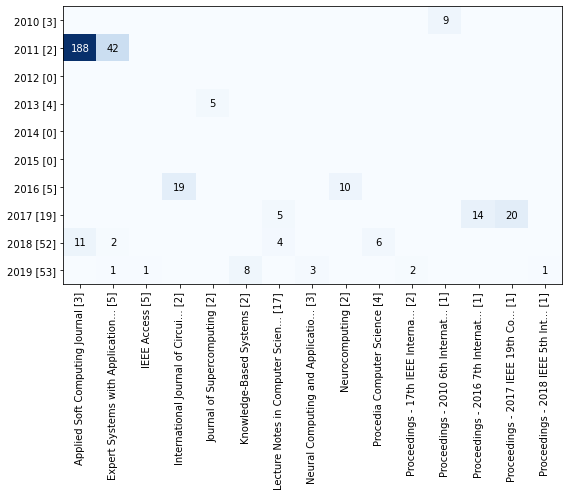 2010 [3] 9
2011 [2] 188 42
2012 [0]
2013 [4] 5
2014 [0]
2015 [0]
2016 [5] 19 10
2017 [19] 5 14 20
2018 [52] 11 2 4 6
2019 [53] 1 1 8 3 2 1
Applied Soft Computing Journal [3]
Expert Systems with Application... [5]
IEEE Access [5]
International Journal of Circui... [2]
Journal of Supercomputing [2]
Knowledge-Based Systems [2]
Lecture Notes in Computer Scien... [17]
Neural Computing and Applicatio... [3]
Neurocomputing [2]
Procedia Computer Science [4]
Proceedings - 17th IEEE Interna... [2]
Proceedings - 2010 6th Internat... [1]
Proceedings - 2016 7th Internat... [1]
Proceedings - 2017 IEEE 19th Co... [1]
Proceedings - 2018 IEEE 5th Int... [1]